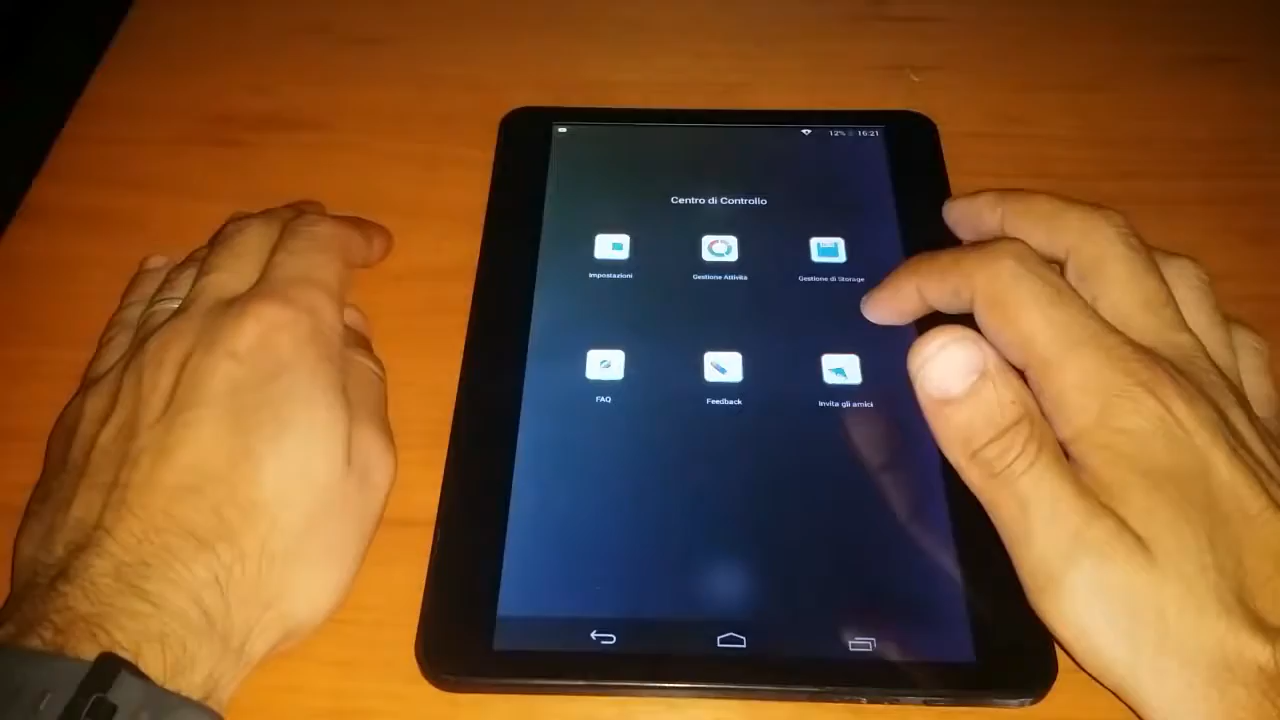 12% 16:21
Centro di Controllo
Impostazioni Gestione Attività Gestione di Storage
FAQ Feedback Invita gli amici